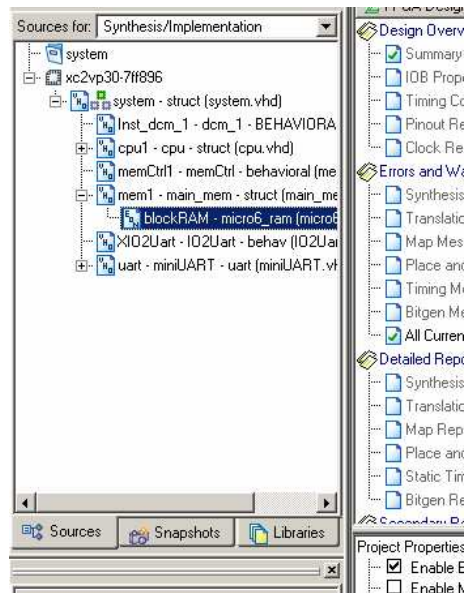 Sources for: Synthesis/Implementation
system
xc2vp30-7ff896
system - struct (system.vhd)
Inst_dcm_1 - dcm_1 - BEHAVIORA
cpu1 - cpu - struct (cpu.vhd)
memCtrl1 - memCtrl - behavioral (me
mem1 - main_mem - struct (main_me
blockRAM - micro6_ram (micro6
XIO2Uart - IO2Uart - behav (IO2Uar
uart - miniUART - uart (miniUART.vh
Sources
Snapshots
Libraries
FPGA Design
Design Overv
Summary
IOB Prope
Timing Co
Pinout Re
Clock Re
Errors and Wa
Synthesis
Translatio
Map Mes
Place and
Timing Me
Bitgen Me
All Curren
Detailed Repo
Synthesis
Translatio
Map Rep
Place and
Static Tim
Bitgen Re
Secondary R
Project Properties
Enable E
Enable M